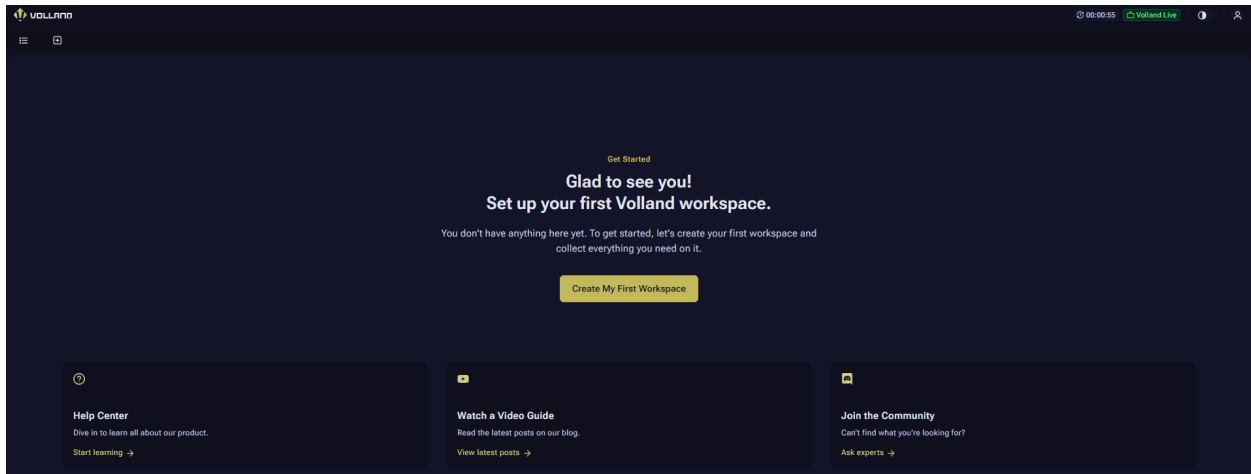 VOLLAND
00:00:55
Volland Live
Get Started
Glad to see you!
Set up your first Volland workspace.
You don't have anything here yet. To get started, let's create your first workspace and
collect everything you need on it.
Create My First Workspace
Help Center
Dive in to learn all about our product.
Start learning →
Watch a Video Guide
Read the latest posts on our blog.
View latest posts →
Join the Community
Can't find what you're looking for?
Ask experts →